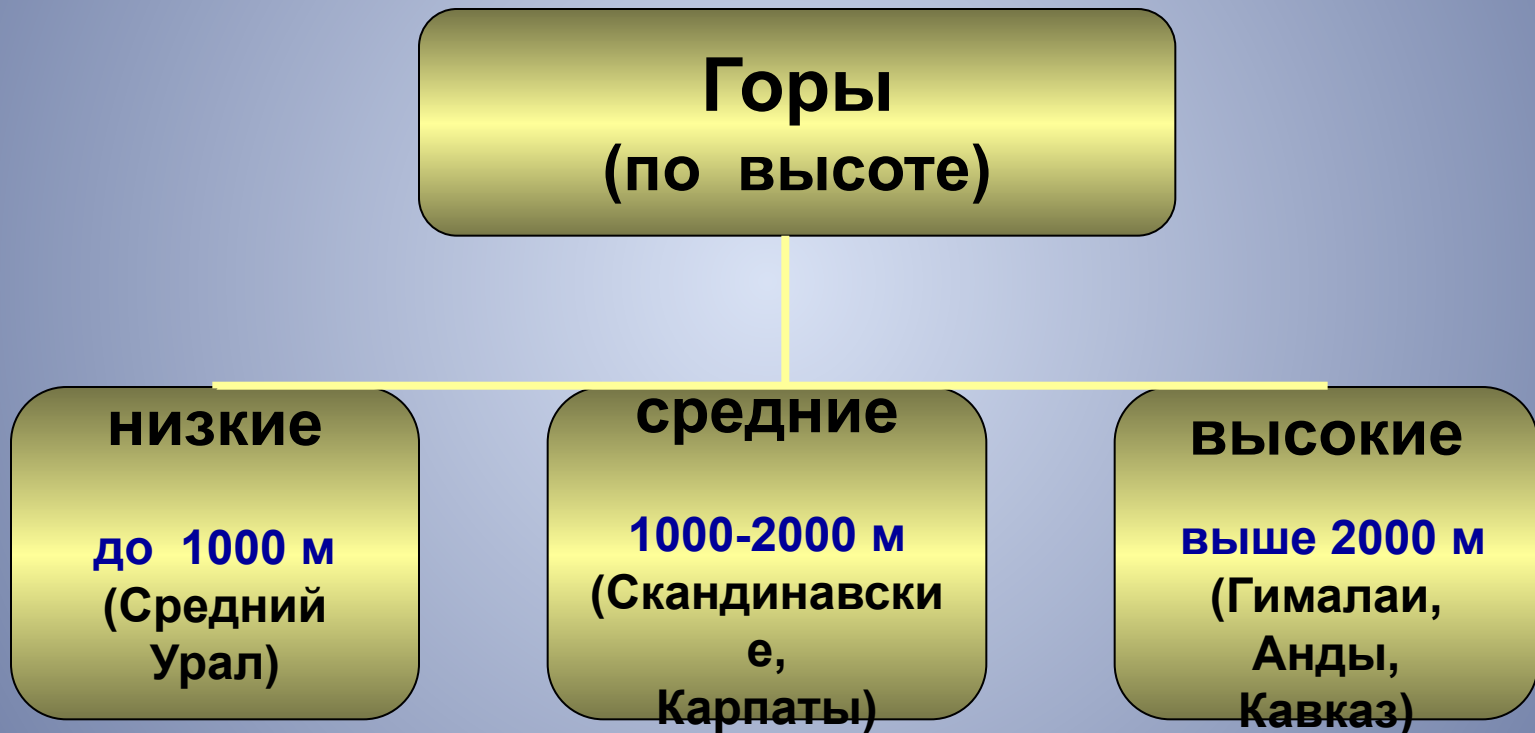 Горы
(по высоте)
низкие
до 1000 м
(Средний
Урал)
средние
1000-2000 м
(Скандинавски
е,
Карпаты)
высокие
выше 2000 м
(Гималаи,
Анды,
Кавказ)